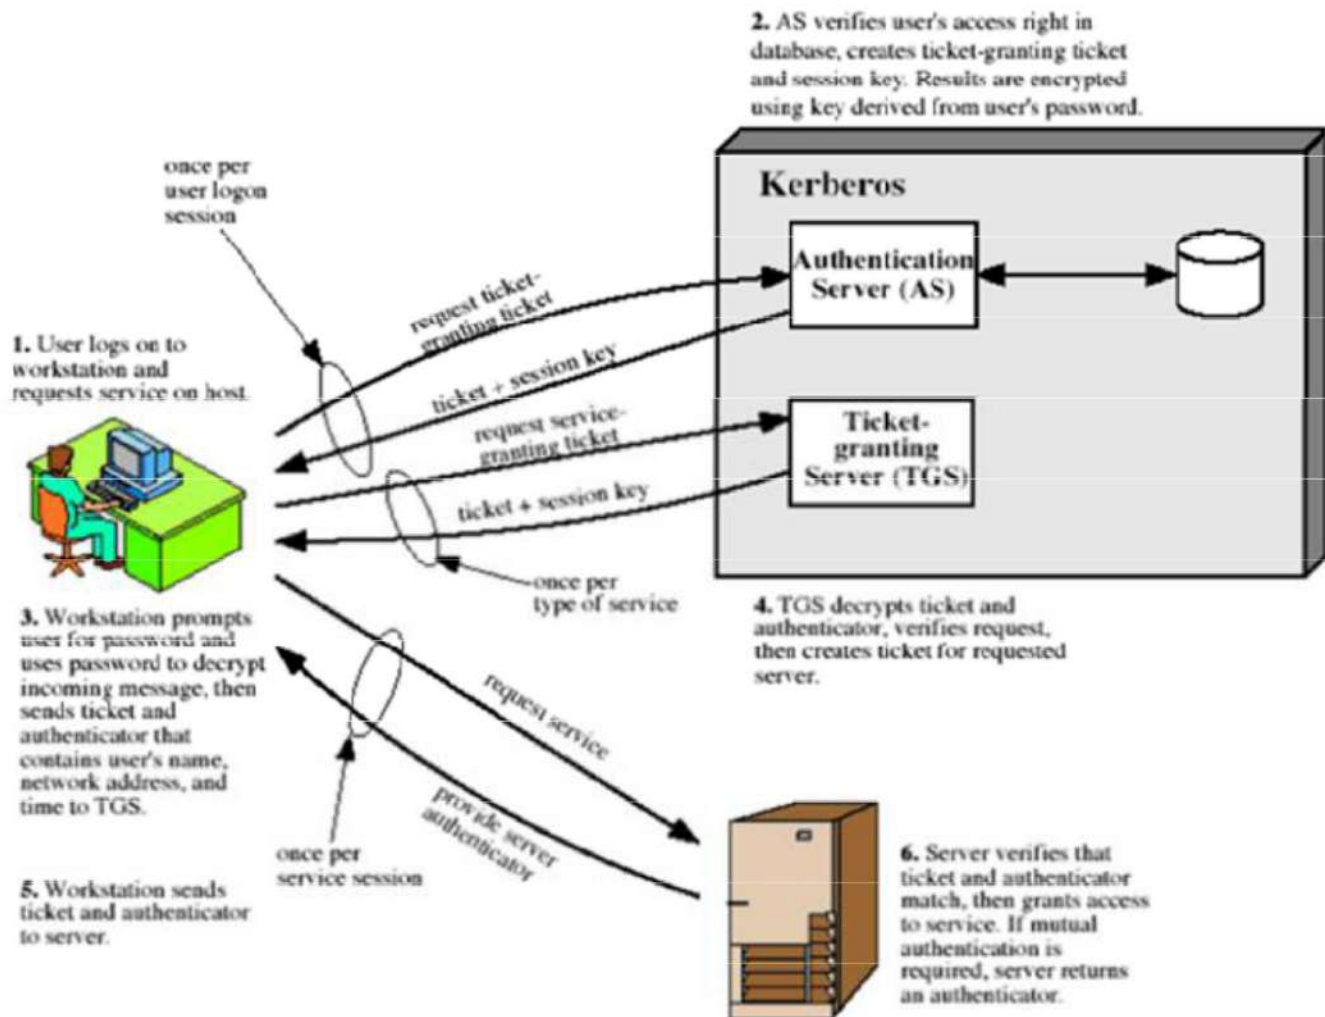 2. AS verifies user's access right in
database, creates ticket-granting ticket
and session key. Results are encrypted
using key derived from user's password.
once per
user logon
session
Kerberos
Authentication
Server (AS)
request ticket-
granting ticket
1. User logs on to
workstation and
requests service on host.
ticket + session key
request service-
granting ticket
Ticket-
granting
Server (TGS)
ticket + session key
once per
type of service
3. Workstation prompts
user for password and
uses password to decrypt
incoming message, then
sends ticket and
authenticator that
contains user's name,
network address, and
time to TGS.
4. TGS decrypts ticket and
authenticator, verifies request,
then creates ticket for requested
server.
request service
provide server
authenticator
once per
service session
5. Workstation sends
ticket and authenticator
to server.
6. Server verifies that
ticket and authenticator
match, then grants access
to service. If mutual
authentication is
required, server returns
an authenticator.